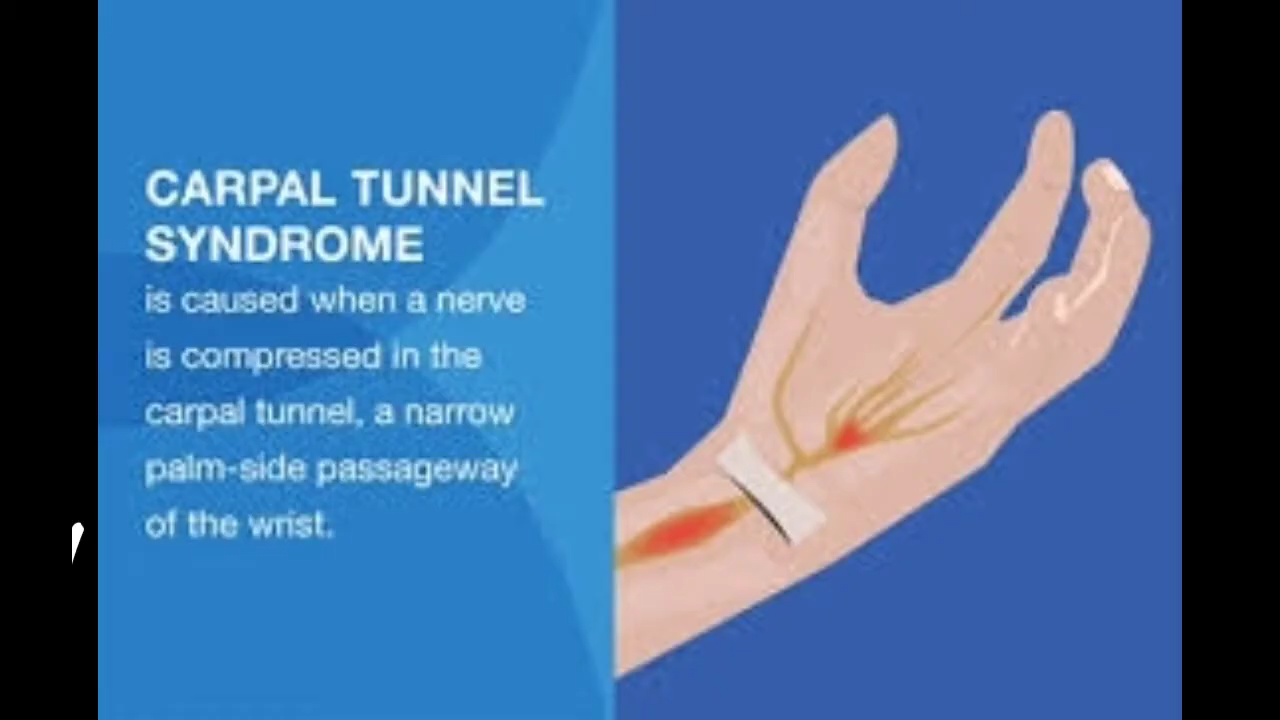 CARPAL TUNNEL
SYNDROME
is caused when a nerve
is compressed in the
carpal tunnel, a narrow
palm-side passageway
of the wrist.